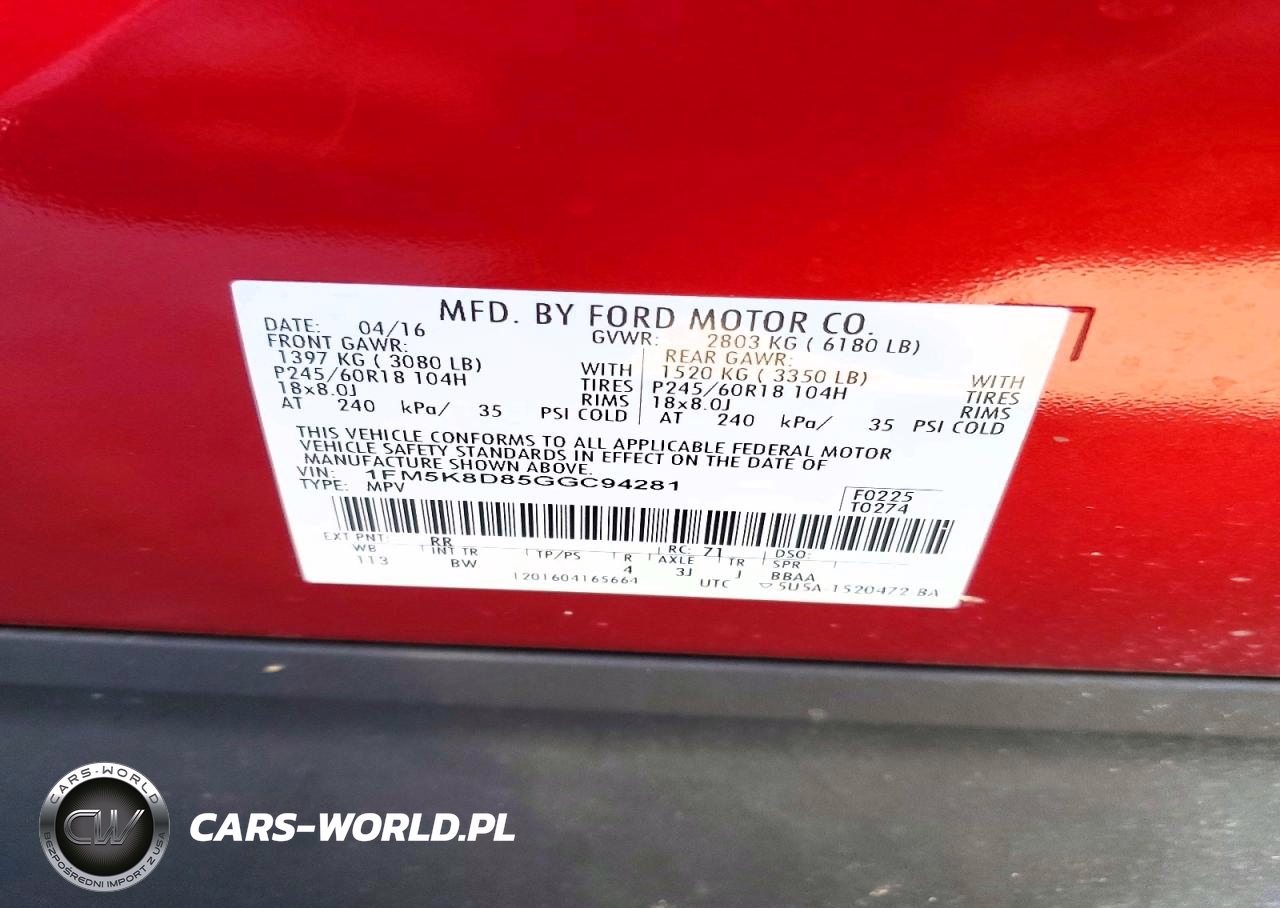 MFD. BY FORD MOTOR CO.
DATE: 04/16 GVWR: 2803 KG ( 6180 LB)
FRONT GAWR: REAR GAWR:
1397 KG ( 3080 LB) WITH 1520 KG ( 3350 LB) WITH
P245/60R18 104H TIRES P245/60R18 104H TIRES
18x8.0J RIMS 18x8.0J RIMS
AT 240 kPa/ 35 PSI COLD AT 240 kPa/ 35 PSI COLD
THIS VEHICLE CONFORMS TO ALL APPLICABLE FEDERAL MOTOR
VEHICLE SAFETY STANDARDS IN EFFECT ON THE DATE OF
MANUFACTURE SHOWN ABOVE.
VIN: 1FM5K8D85GGC94281
TYPE: MPV
F0225
T0274
EXT PNT: RR RC: 71 DSO:
WB INT TR TP/PS R AXLE TR SPR
113 BW 4 3J J BBAA
1201604165664 UTC ▽ 5U5A-1520472 BA
CARS-WORLD
CW
BEZPOŚREDNI IMPORT Z USA
CARS-WORLD.PL